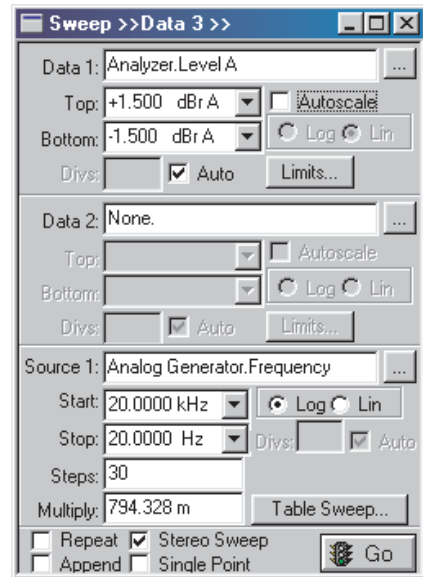 Sweep >>Data 3 >>
Data 1: Analyzer.Level A ...
Top: +1.500 dBr A Autoscale
Bottom: -1.500 dBr A Log Lin
Divs: Auto Limits...
Data 2: None. ...
Top: Autoscale
Bottom: Log Lin
Divs: Auto Limits...
Source 1: Analog Generator.Frequency ...
Start: 20.0000 kHz Log Lin
Stop: 20.0000 Hz Divs: Auto
Steps: 30
Multiply: 794.328 m Table Sweep...
Repeat Stereo Sweep
Append Single Point Go